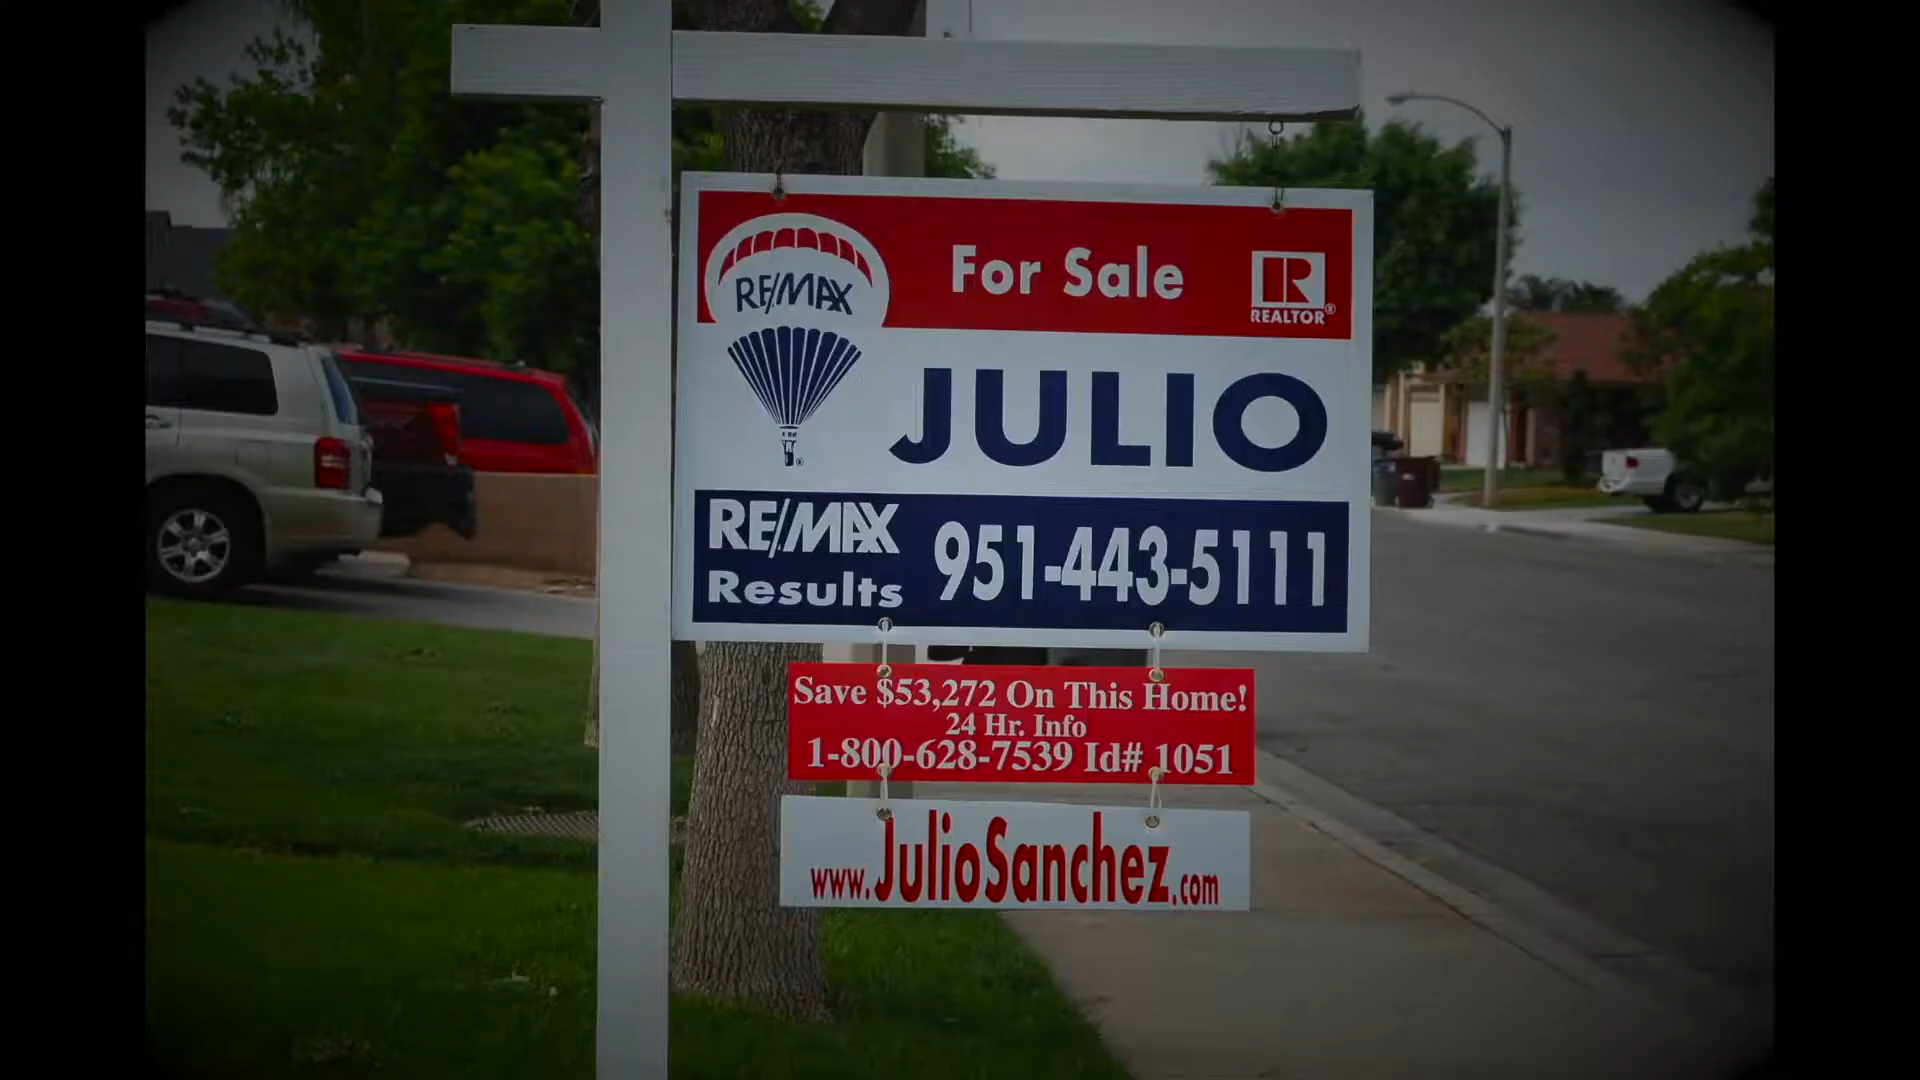 RE/MAX
For Sale
REALTOR®
JULIO
RE/MAX
Results
951-443-5111
Save $53,272 On This Home!
24 Hr. Info
1-800-628-7539 Id# 1051
www.JulioSanchez.com